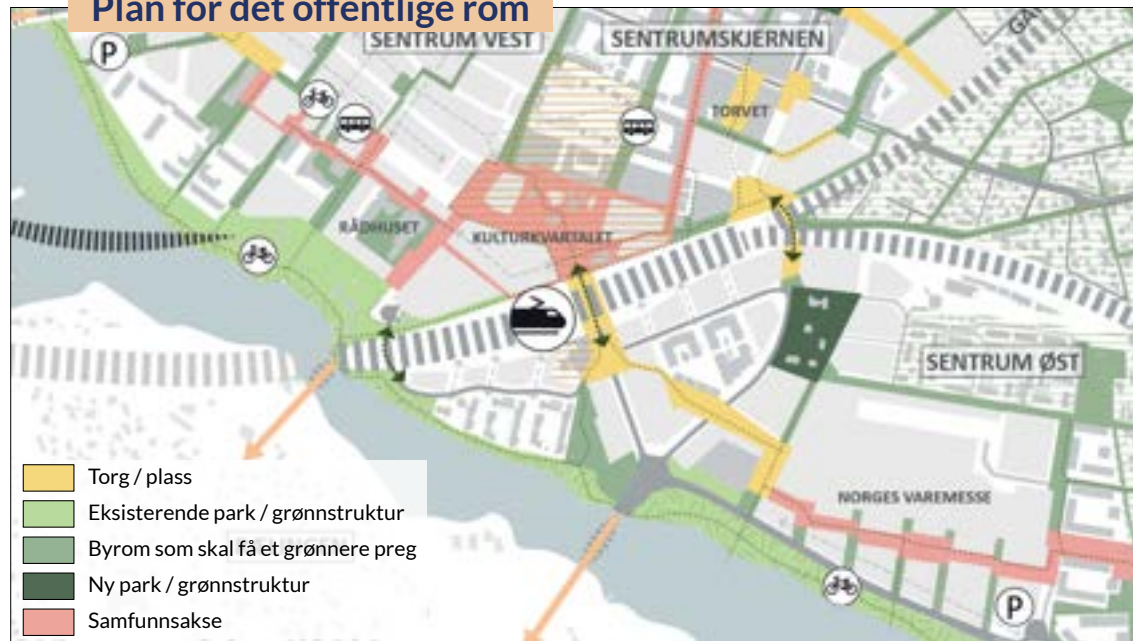 Plan for det offentlige rom
P
SENTRUM VEST
SENTRUMSKJERNEN
TORVET
RÅDHUSET
KULTURKVARTALET
SENTRUM ØST
NORGES VAREMESSE
P
Torg / plass
Eksisterende park / grønnstruktur
Byrom som skal få et grønnere preg
Ny park / grønnstruktur
Samfunnsakse